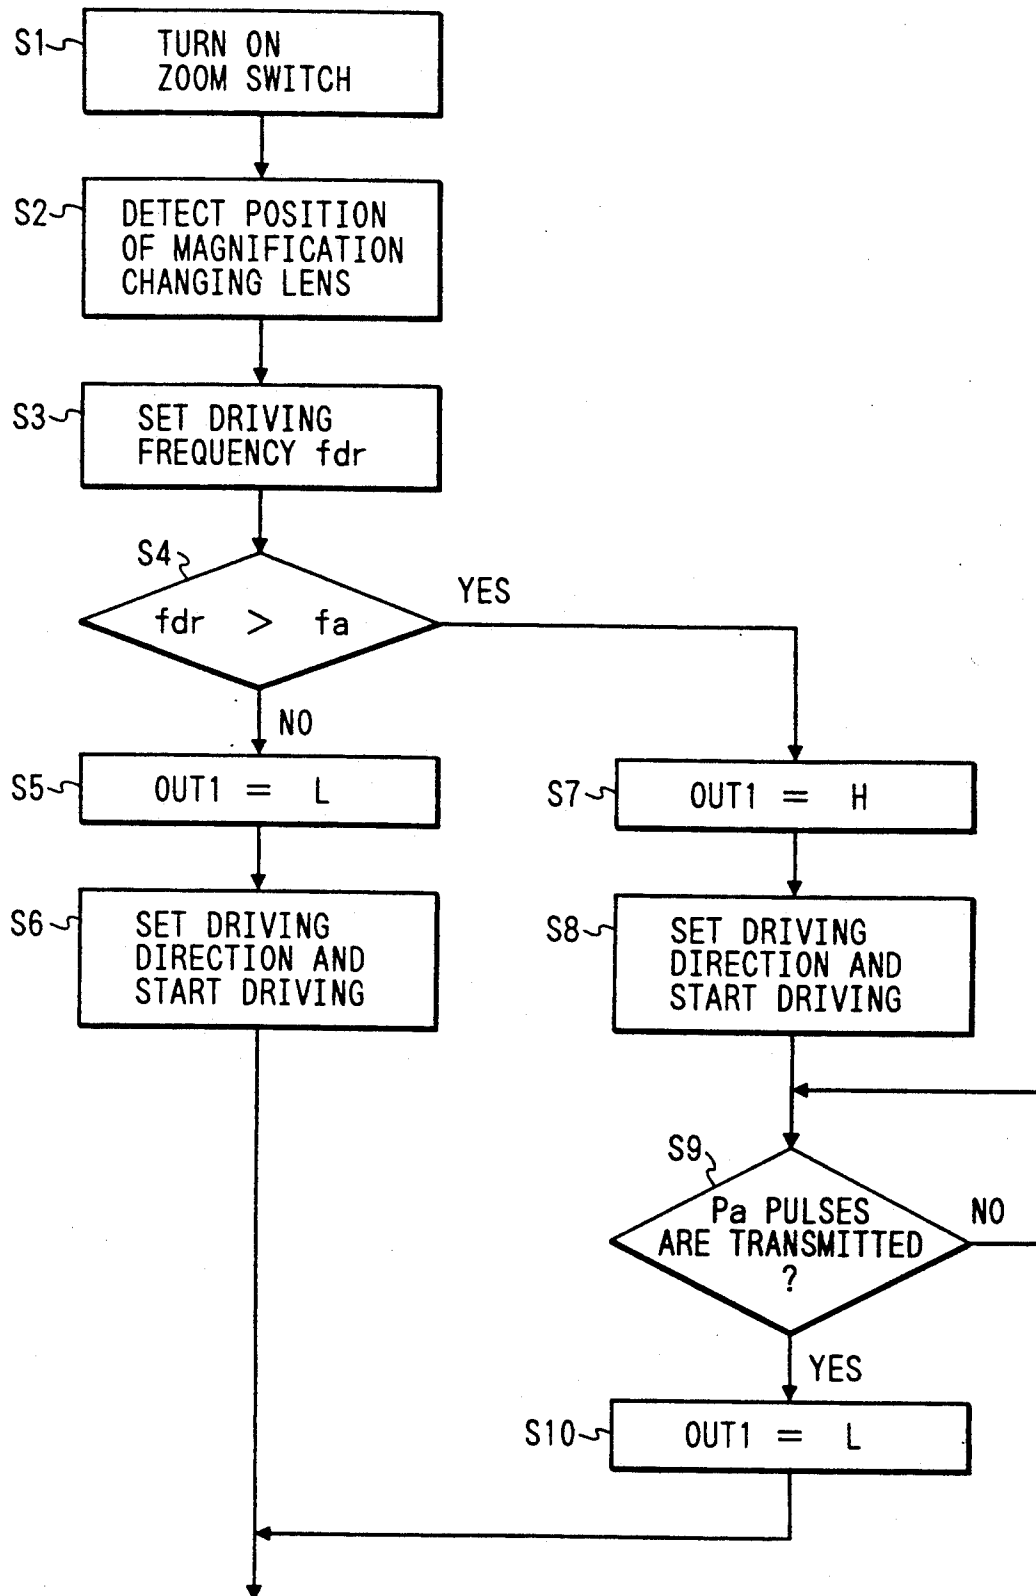 S1
TURN ON
ZOOM SWITCH
S2
DETECT POSITION
OF MAGNIFICATION
CHANGING LENS
S3
SET DRIVING
FREQUENCY fdr
S4
fdr > fa
YES
NO
S5
OUT1 = L
S6
SET DRIVING
DIRECTION AND
START DRIVING
S7
OUT1 = H
S8
SET DRIVING
DIRECTION AND
START DRIVING
S9
Pa PULSES
ARE TRANSMITTED
?
NO
YES
S10
OUT1 = L